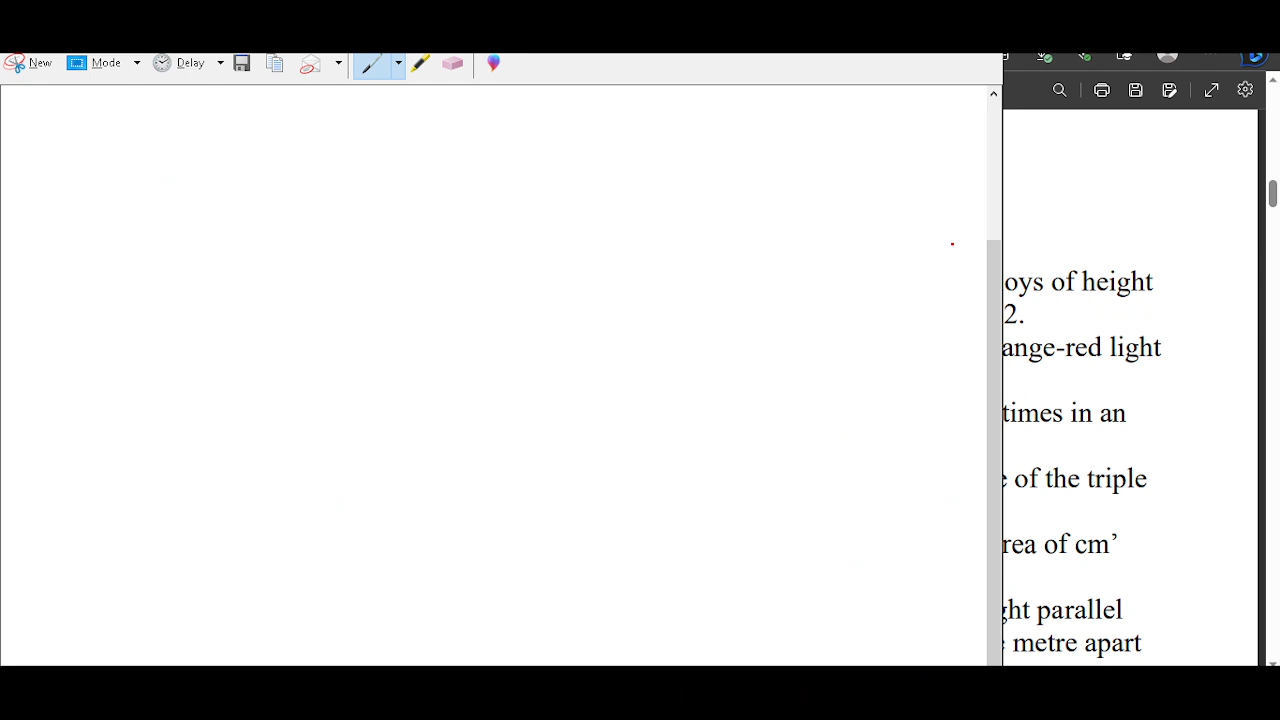 New Mode Delay
oys of height
2.
ange-red light
times in an
of the triple
rea of cm’
ght parallel
metre apart